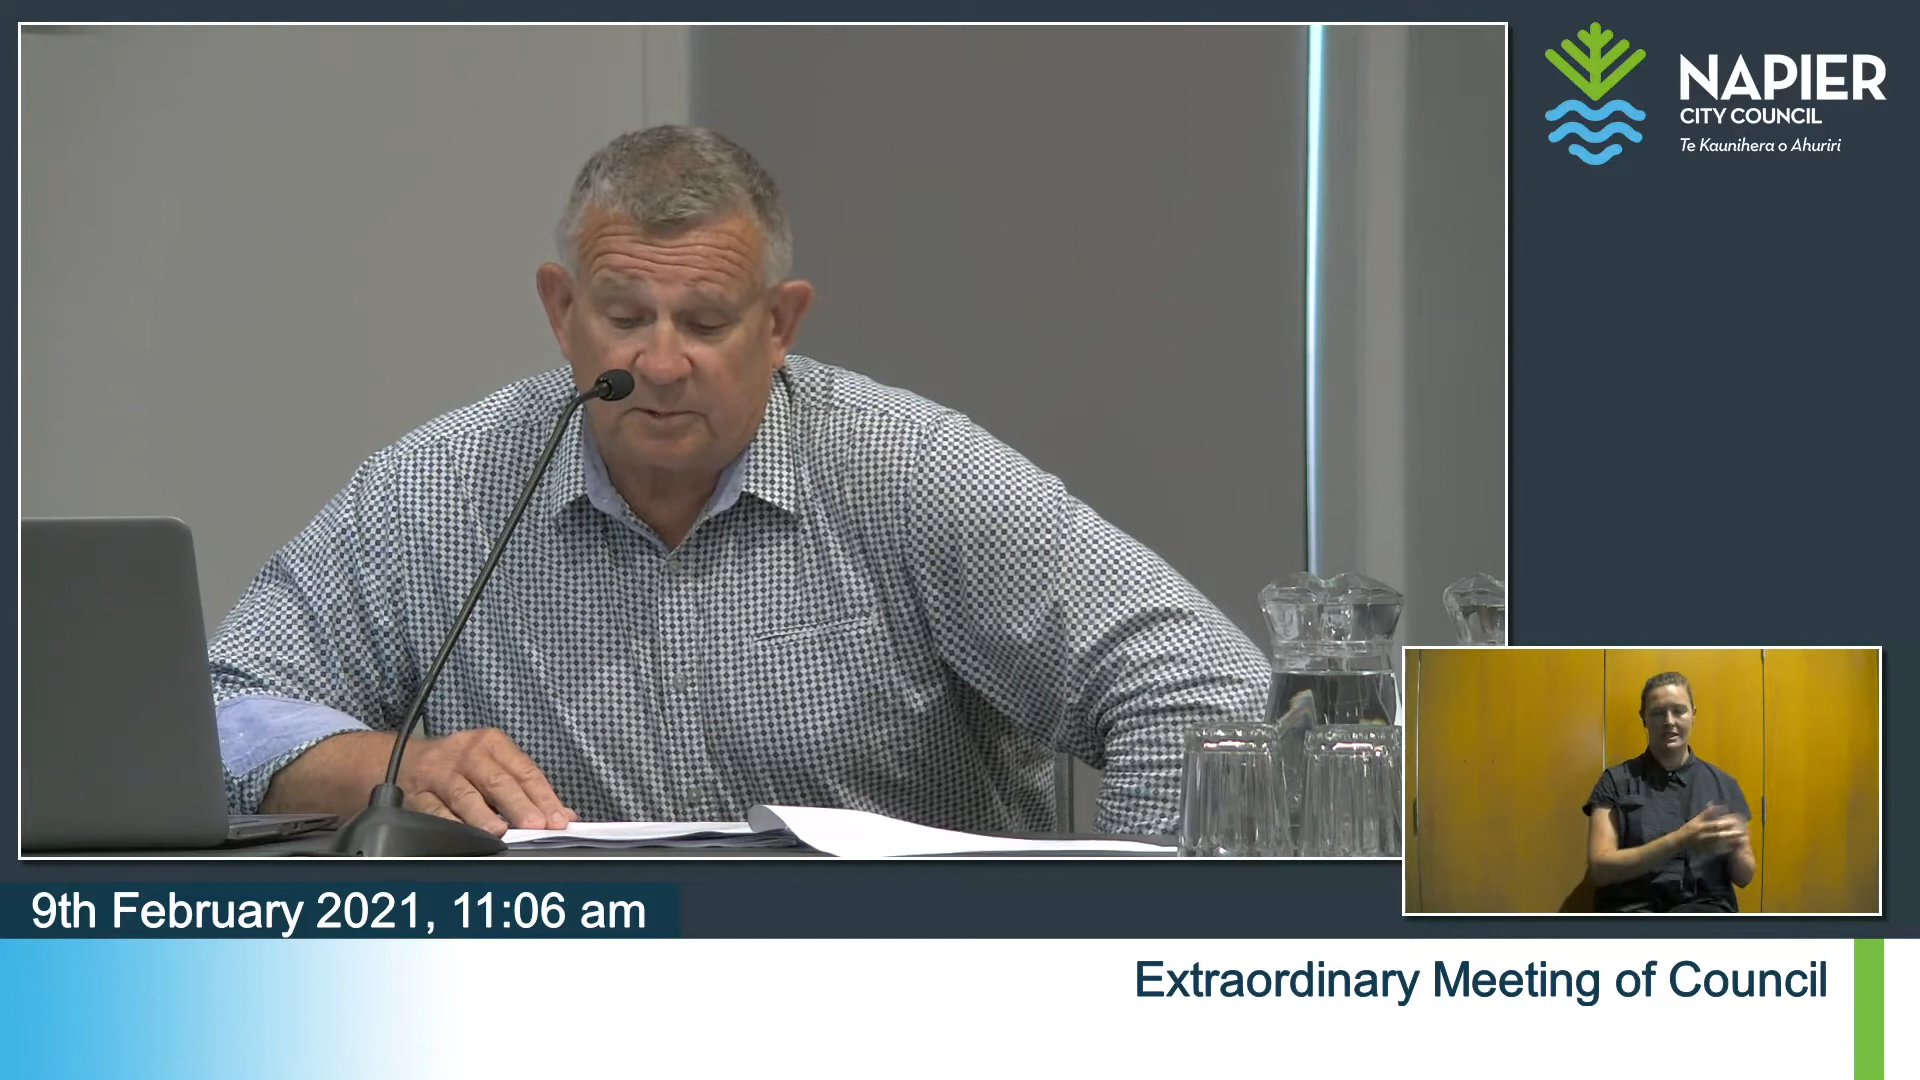 NAPIER
CITY COUNCIL
Te Kaunihera o Ahuriri
9th February 2021, 11:06 am
Extraordinary Meeting of Council